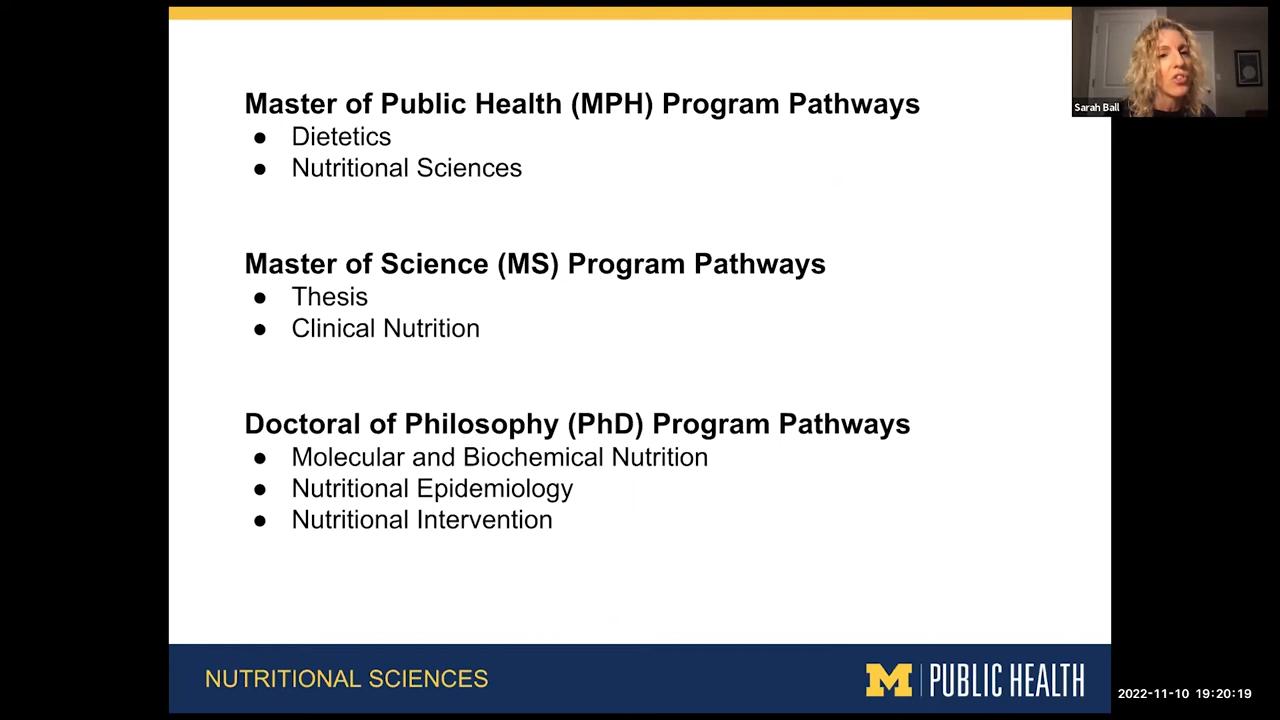 Master of Public Health (MPH) Program Pathways
● Dietetics
● Nutritional Sciences
Master of Science (MS) Program Pathways
● Thesis
● Clinical Nutrition
Doctoral of Philosophy (PhD) Program Pathways
● Molecular and Biochemical Nutrition
● Nutritional Epidemiology
● Nutritional Intervention
NUTRITIONAL SCIENCES
M | PUBLIC HEALTH
Sarah Ball
2022-11-10 19:20:19